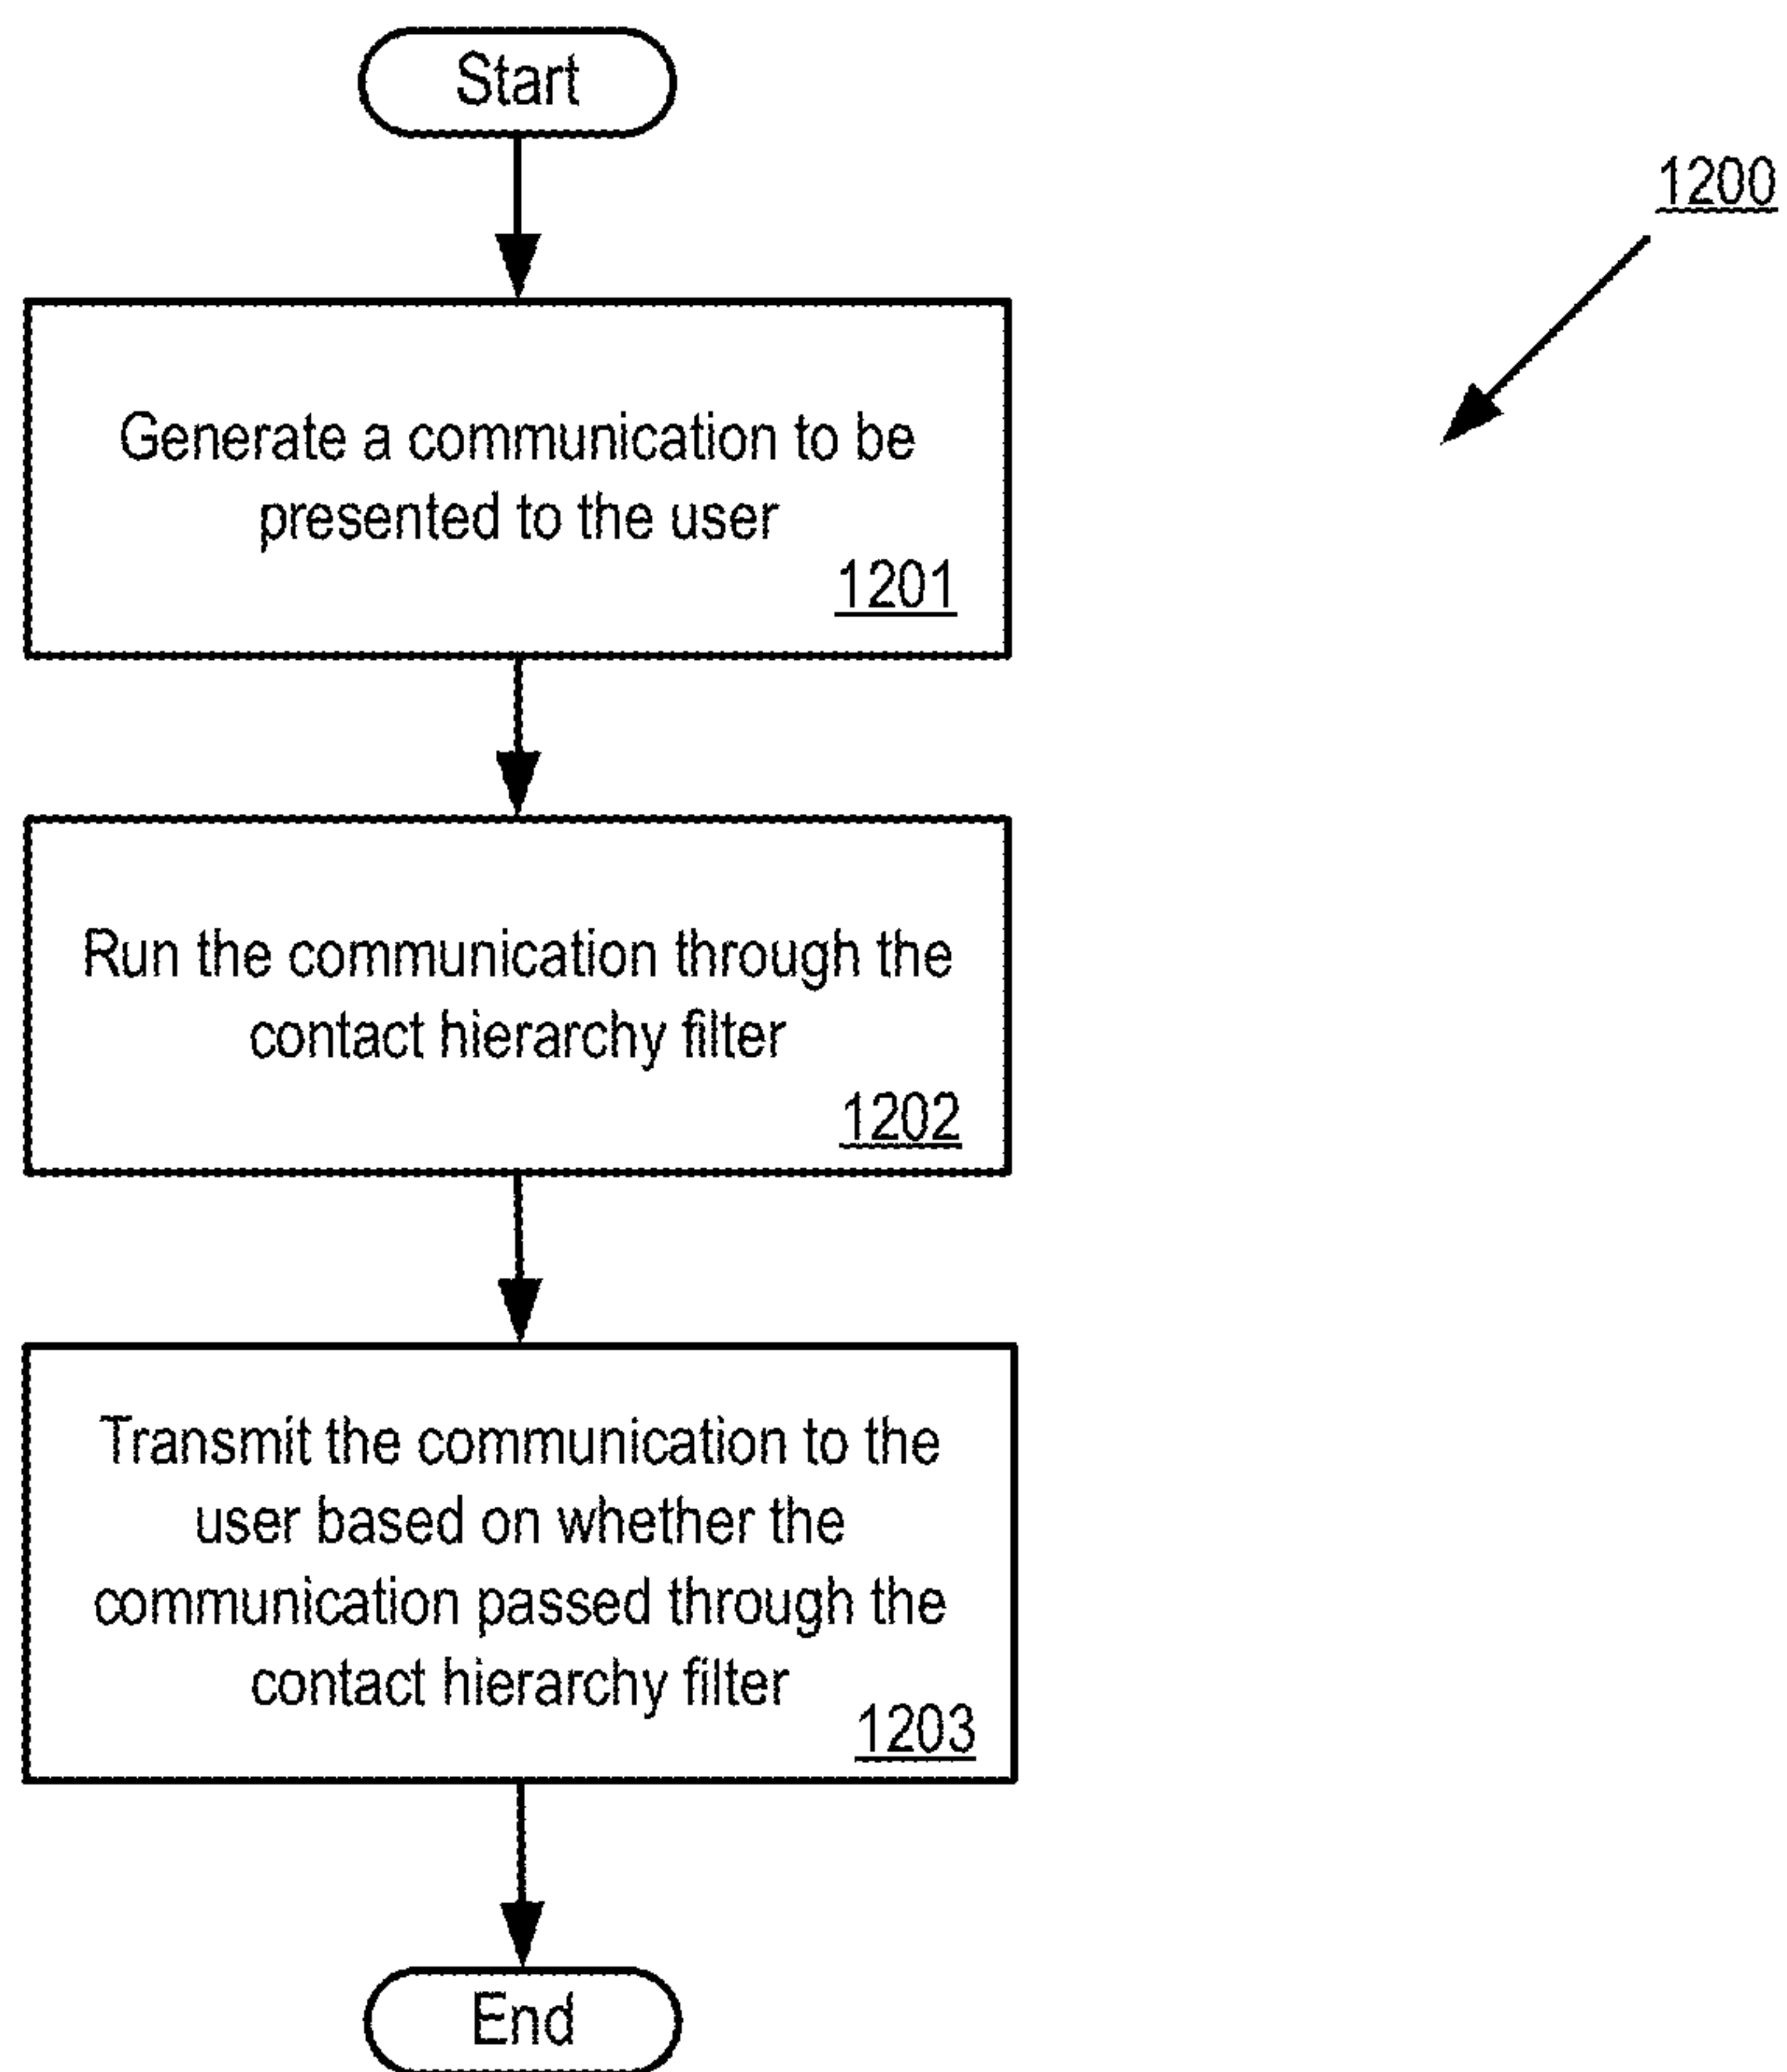 Start
1200
Generate a communication to be
presented to the user
1201
Run the communication through the
contact hierarchy filter
1202
Transmit the communication to the
user based on whether the
communication passed through the
contact hierarchy filter
1203
End